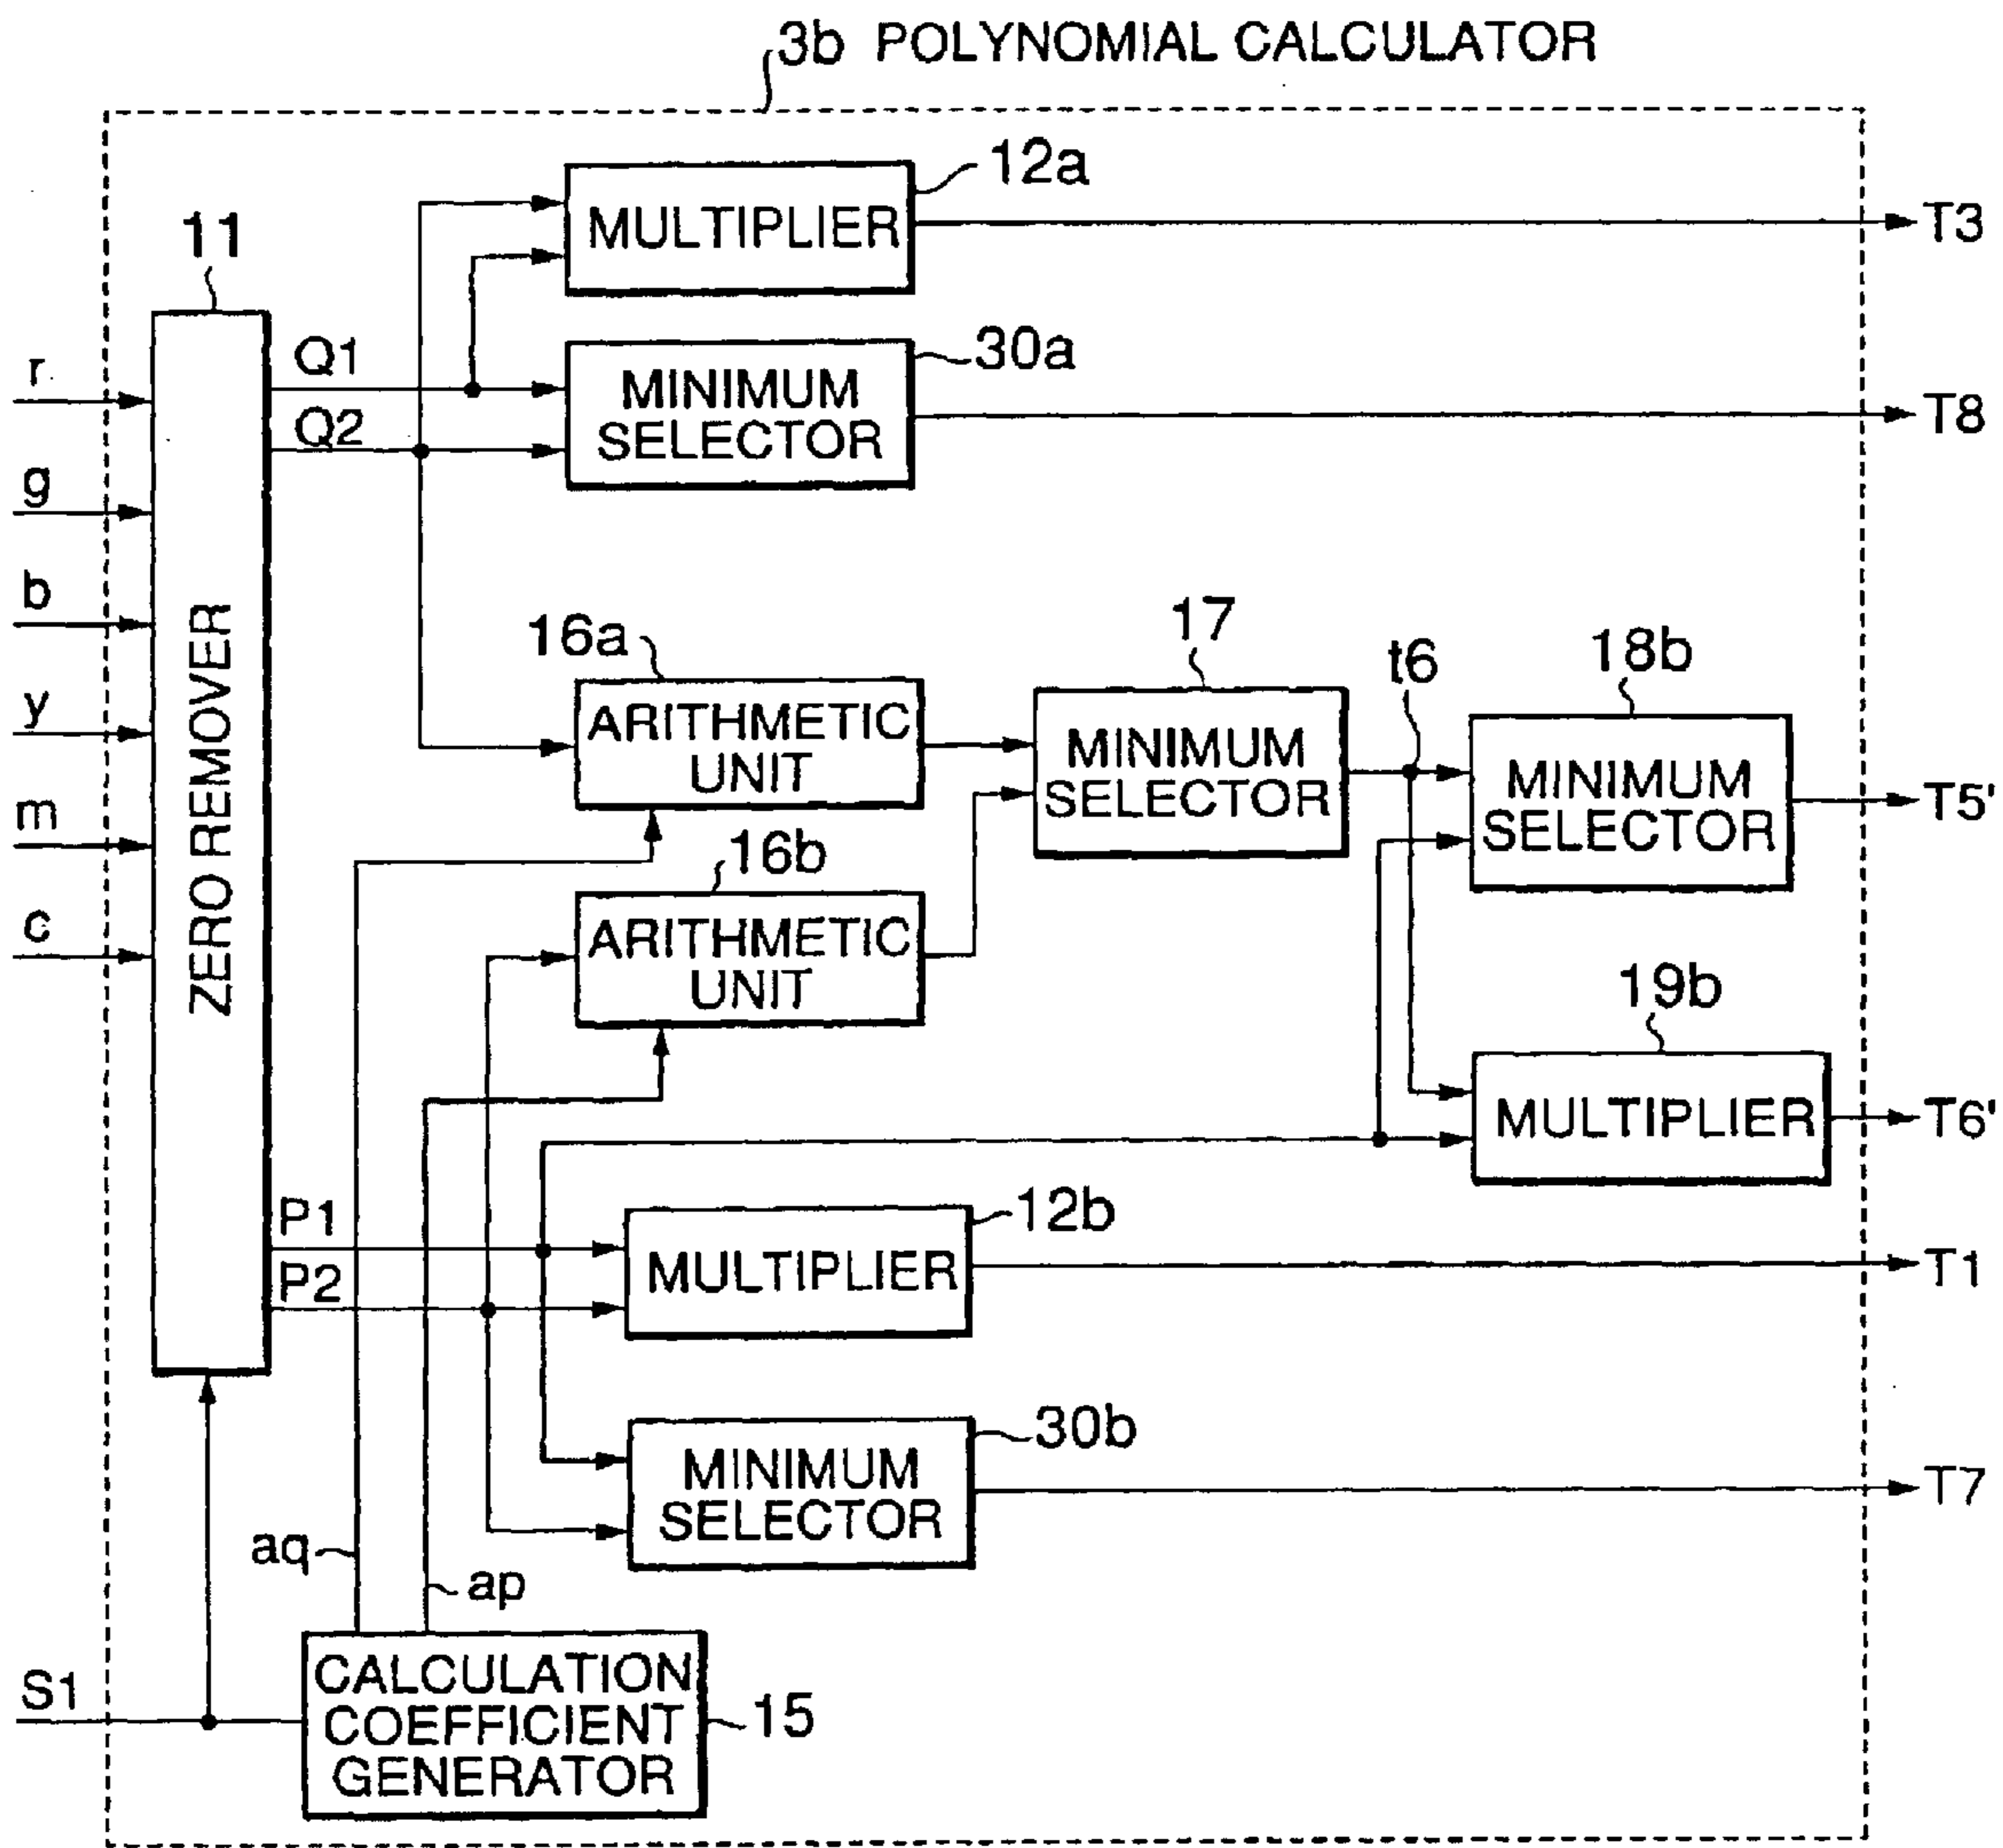 3b POLYNOMIAL CALCULATOR
12a
MULTIPLIER
T3
11
r
Q1
30a
MINIMUM
SELECTOR
T8
Q2
g
b
ZERO REMOVER
16a
ARITHMETIC
UNIT
17
MINIMUM
SELECTOR
t6
18b
MINIMUM
SELECTOR
T5'
y
m
16b
ARITHMETIC
UNIT
c
19b
MULTIPLIER
T6'
P1
12b
MULTIPLIER
T1
P2
30b
MINIMUM
SELECTOR
T7
aq
ap
S1
CALCULATION
COEFFICIENT
GENERATOR
15